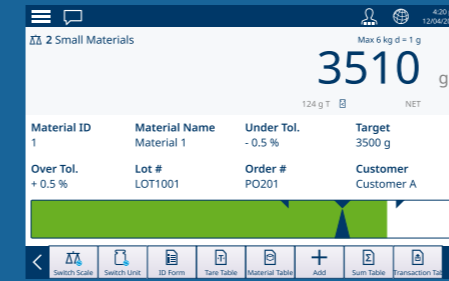 4:20
12/04/20
2 Small Materials
Max 6 kg d = 1 g
3510 g
124 g T NET
Material ID Material Name Under Tol. Target
1 Material 1 - 0.5 % 3500 g
Over Tol. Lot # Order # Customer
+ 0.5 % LOT1001 PO201 Customer A
Switch Scale Switch Unit ID Form Tare Table Material Table Add Sum Table Transaction Tab